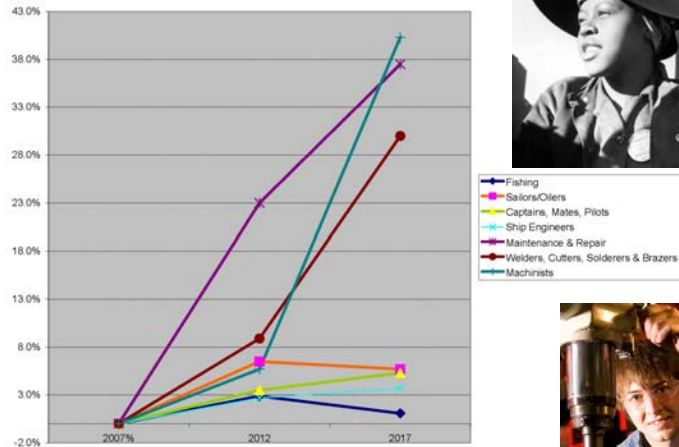 43.0%
38.0%
33.0%
28.0%
23.0%
18.0%
13.0%
8.0%
3.0%
-2.0%
2007%
2012
2017
Fishing
Sailors/Oilers
Captains, Mates, Pilots
Ship Engineers
Maintenance & Repair
Welders, Cutters, Solderers & Brazers
Machinists